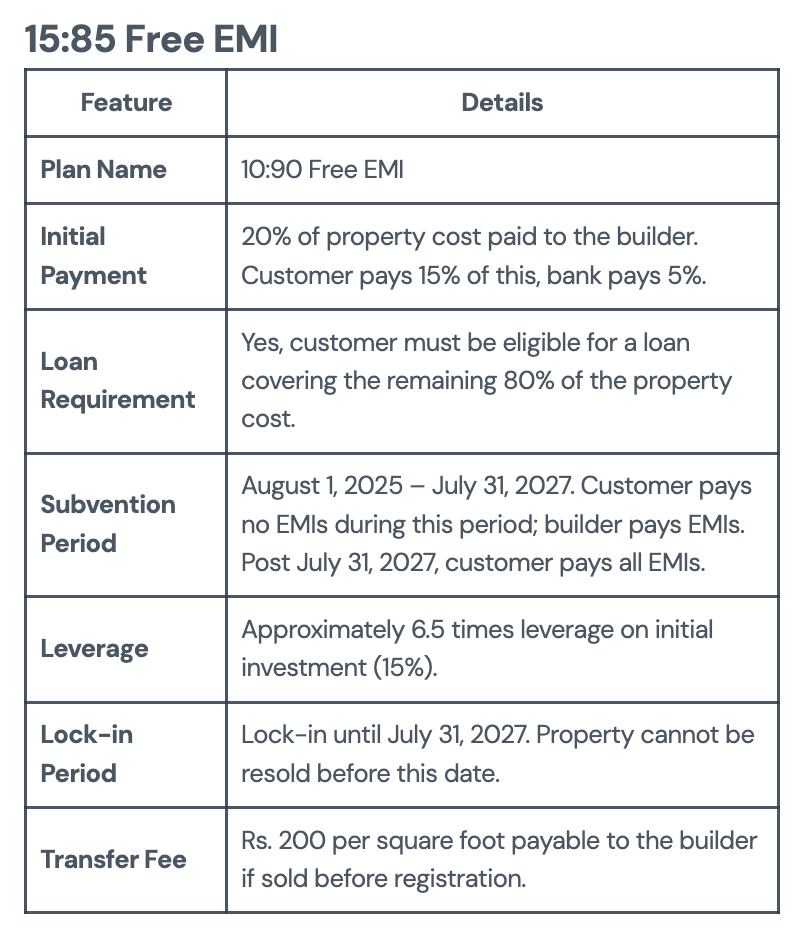 15:85 Free EMI
Feature
Details
Plan Name
10:90 Free EMI
Initial
Payment
20% of property cost paid to the builder.
Customer pays 15% of this, bank pays 5%.
Loan
Requirement
Yes, customer must be eligible for a loan
covering the remaining 80% of the property
cost.
Subvention
Period
August 1, 2025 – July 31, 2027. Customer pays
no EMIs during this period; builder pays EMIs.
Post July 31, 2027, customer pays all EMIs.
Leverage
Approximately 6.5 times leverage on initial
investment (15%).
Lock-in
Period
Lock-in until July 31, 2027. Property cannot be
resold before this date.
Transfer Fee
Rs. 200 per square foot payable to the builder
if sold before registration.